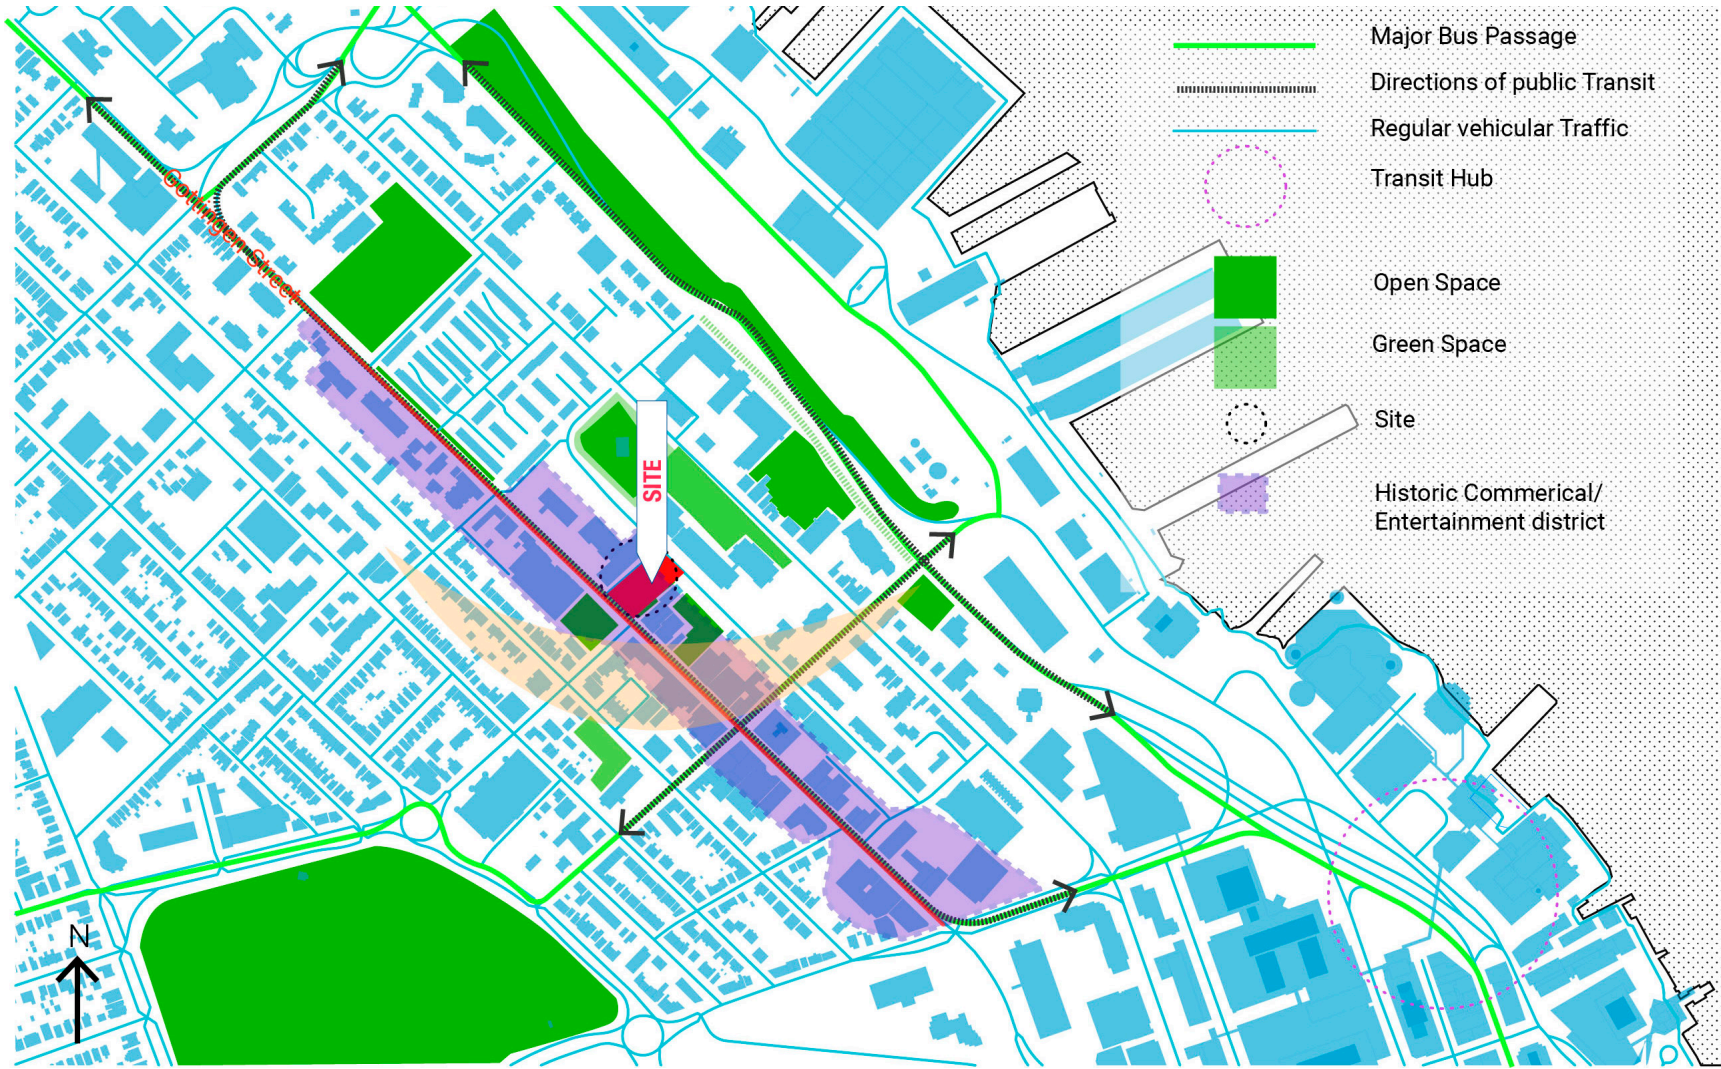 Major Bus Passage
Directions of public Transit
Regular vehicular Traffic
Transit Hub
Open Space
Green Space
Site
Historic Commerical/
Entertainment district
Gottingen Street
SITE
N